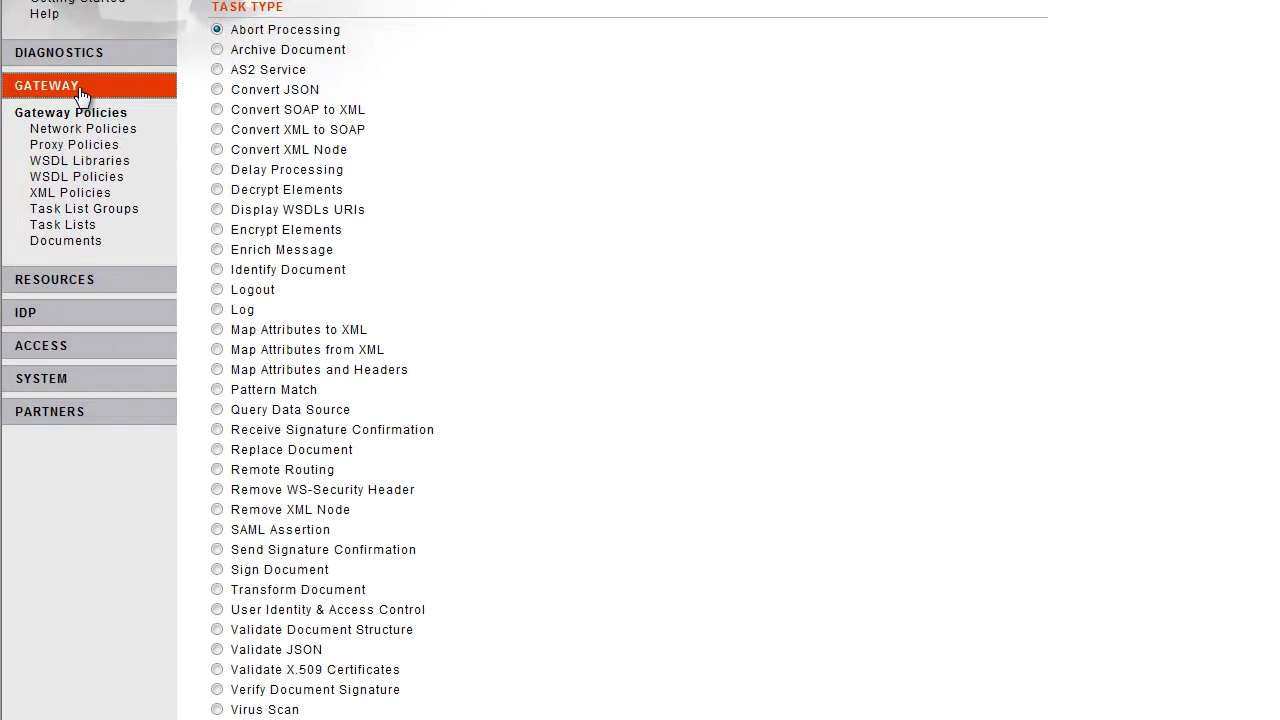 Getting Started
Help
DIAGNOSTICS
GATEWAY
Gateway Policies
Network Policies
Proxy Policies
WSDL Libraries
WSDL Policies
XML Policies
Task List Groups
Task Lists
Documents
RESOURCES
IDP
ACCESS
SYSTEM
PARTNERS
TASK TYPE
Abort Processing
Archive Document
AS2 Service
Convert JSON
Convert SOAP to XML
Convert XML to SOAP
Convert XML Node
Delay Processing
Decrypt Elements
Display WSDLs URIs
Encrypt Elements
Enrich Message
Identify Document
Logout
Log
Map Attributes to XML
Map Attributes from XML
Map Attributes and Headers
Pattern Match
Query Data Source
Receive Signature Confirmation
Replace Document
Remote Routing
Remove WS-Security Header
Remove XML Node
SAML Assertion
Send Signature Confirmation
Sign Document
Transform Document
User Identity & Access Control
Validate Document Structure
Validate JSON
Validate X.509 Certificates
Verify Document Signature
Virus Scan